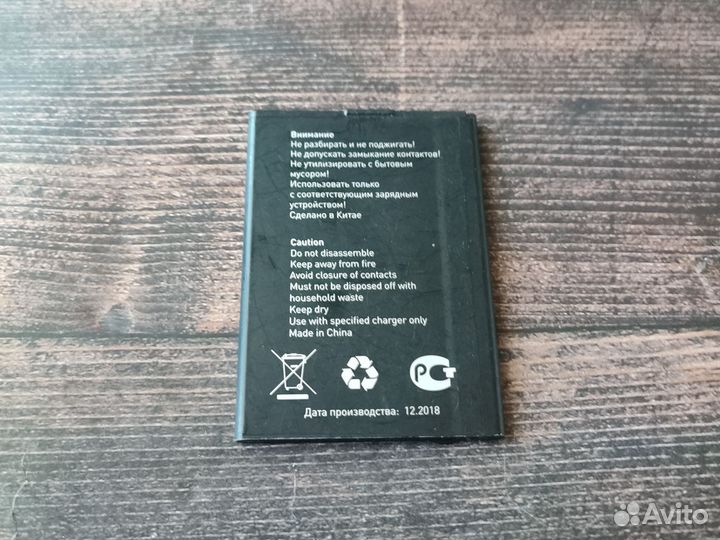 Внимание
Не разбирать и не поджигать!
Не допускать замыкание контактов!
Не утилизировать с бытовым
мусором!
Использовать только
с соответствующим зарядным
устройством!
Сделано в Китае
Caution
Do not disassemble
Keep away from fire
Avoid closure of contacts
Must not be disposed off with
household waste
Keep dry
Use with specified charger only
Made in China
РСТ
Дата производства: 12.2018
Avito